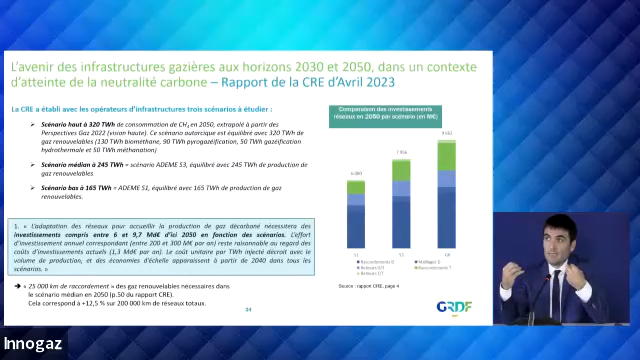 L'avenir des infrastructures gazières aux horizons 2030 et 2050, dans un contexte
d'atteinte de la neutralité carbone – Rapport de la CRE d'Avril 2023
La CRE a établi avec les opérateurs d'infrastructures trois scénarios à étudier :
➤ Scénario haut à 320 TWh de consommation de CH4 en 2050, extrapolé à partir des
Perspectives Gaz 2022 (vision haute). Ce scénario autarcique est équilibré avec 320 TWh de
gaz renouvelables (130 TWh biométhane, 90 TWh pyrogazéification, 50 TWh gazéification
hydrothermale et 50 TWh méthanation)
➤ Scénario médian à 245 TWh = scénario ADEME S3, équilibré avec 245 TWh de production de
gaz renouvelables
➤ Scénario bas à 165 TWh = ADEME S1, équilibré avec 165 TWh de production de gaz
renouvelables.
1. « L'adaptation des réseaux pour accueillir la production de gaz décarboné nécessitera des
investissements compris entre 6 et 9,7 Md€ d'ici 2050 en fonction des scénarios. L'effort
d'investissement annuel correspondant (entre 200 et 300 M€ par an) reste raisonnable au regard des
coûts d'investissements actuels (1,3 Md€ par an). Le coût unitaire par TWh injecté décroit avec le
volume de production, et des économies d'échelle apparaissent à partir de 2040 dans tous les
scénarios. »
➔ « 25 000 km de raccordement » des gaz renouvelables nécessaires dans
le scénario médian en 2050 (p.50 du rapport CRE).
Cela correspond à +12,5 % sur 200 000 km de réseaux totaux.
Comparaison des investissements
réseaux en 2050 par scénario (en M€)
S1
S3
Raccordements D
Maillages D
Rebours D/T
Raccordements T
Source : rapport CRE, page 4
GRDF
Innogaz